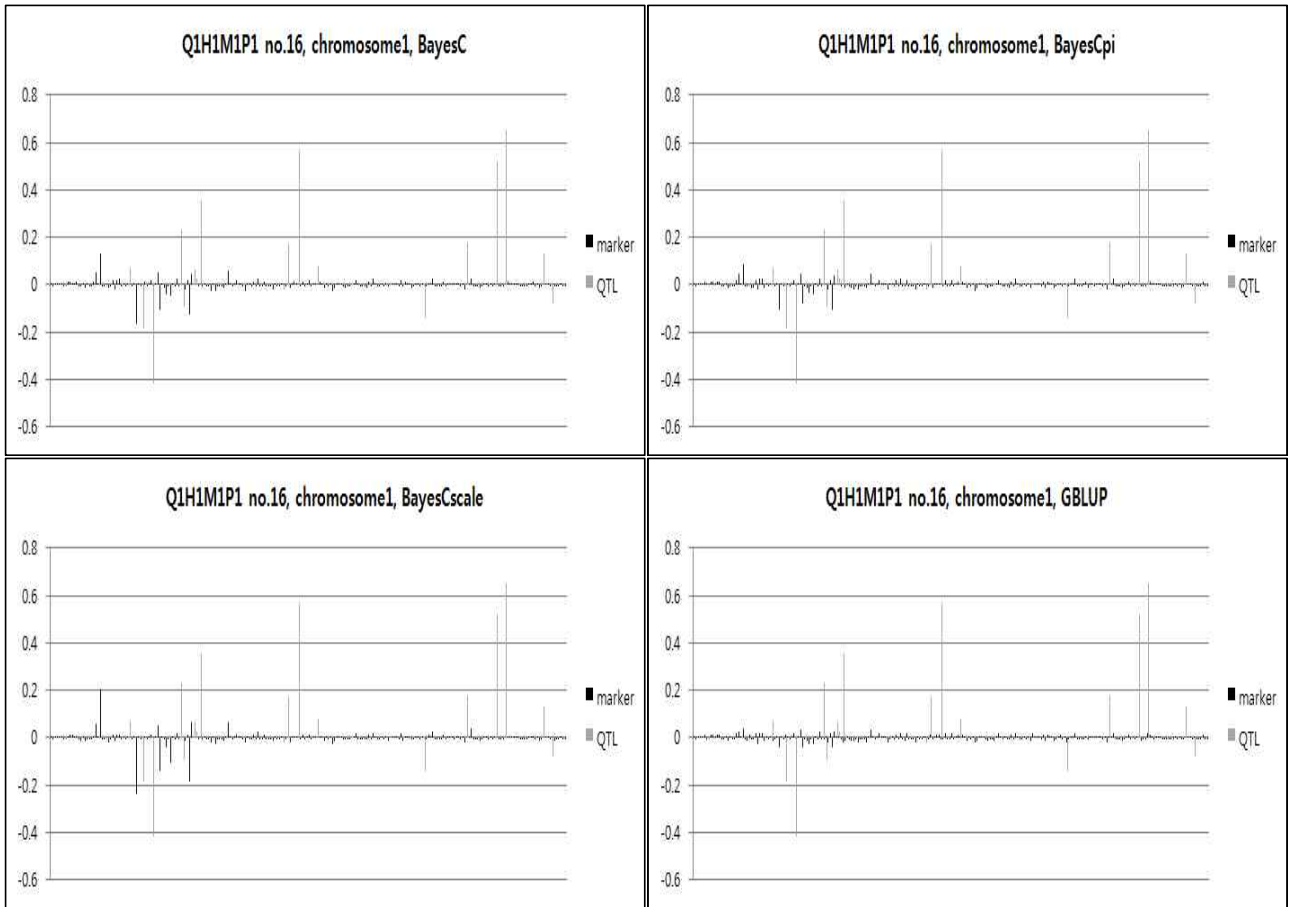 Q1H1M1P1 no.16, chromosome1, BayesC
0.8
0.6
0.4
0.2
0
-0.2
-0.4
-0.6
marker
QTL
Q1H1M1P1 no.16, chromosome1, BayesCpi
0.8
0.6
0.4
0.2
0
-0.2
-0.4
-0.6
marker
QTL
Q1H1M1P1 no.16, chromosome1, BayesCscale
0.8
0.6
0.4
0.2
0
-0.2
-0.4
-0.6
marker
QTL
Q1H1M1P1 no.16, chromosome1, GBLUP
0.8
0.6
0.4
0.2
0
-0.2
-0.4
-0.6
marker
QTL